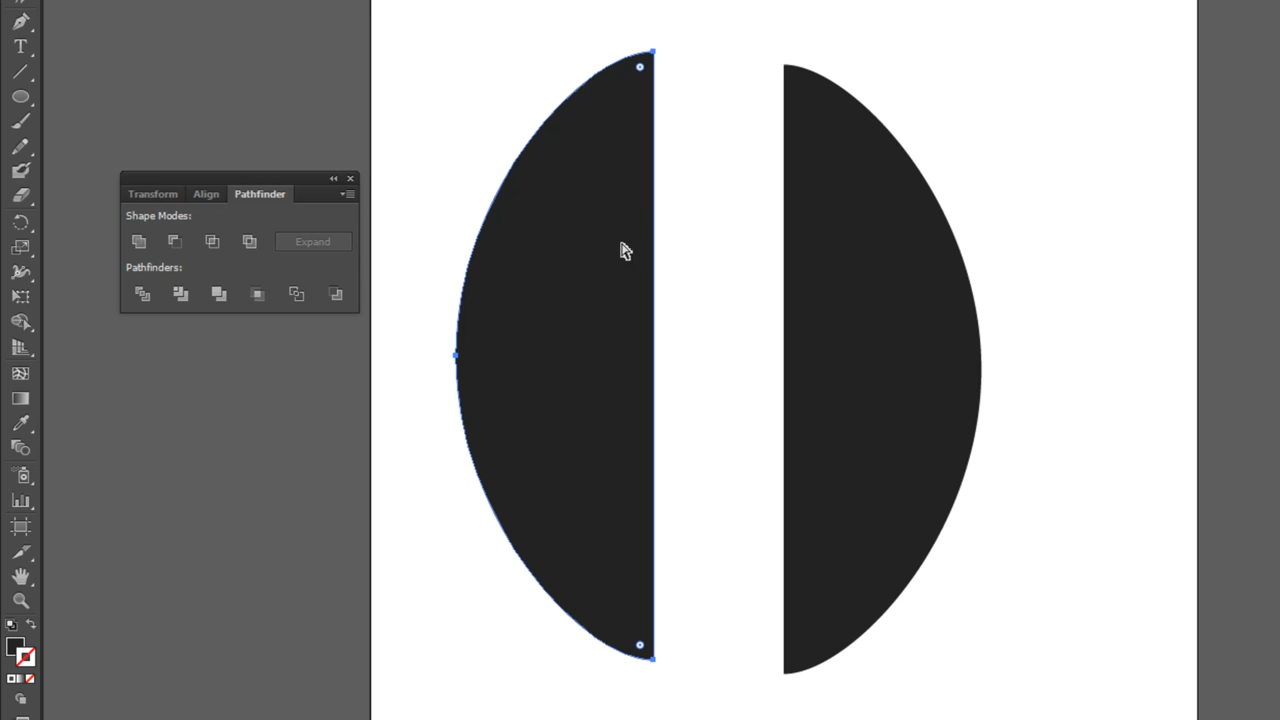 T
Transform Align Pathfinder
Shape Modes:
Expand
Pathfinders: